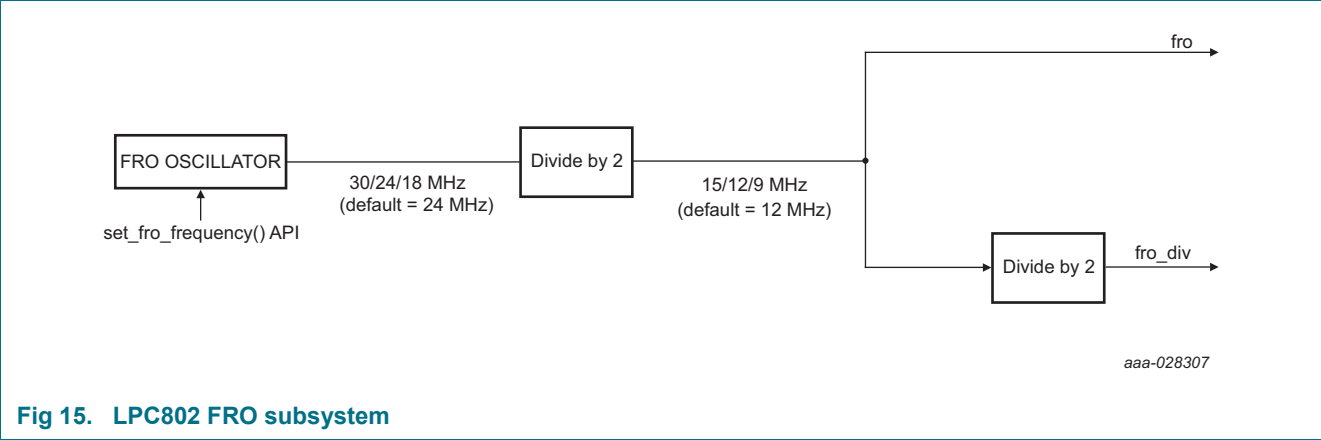 fro
FRO OSCILLATOR
Divide by 2
30/24/18 MHz
(default = 24 MHz)
15/12/9 MHz
(default = 12 MHz)
set_fro_frequency() API
Divide by 2
fro_div
aaa-028307
Fig 15. LPC802 FRO subsystem